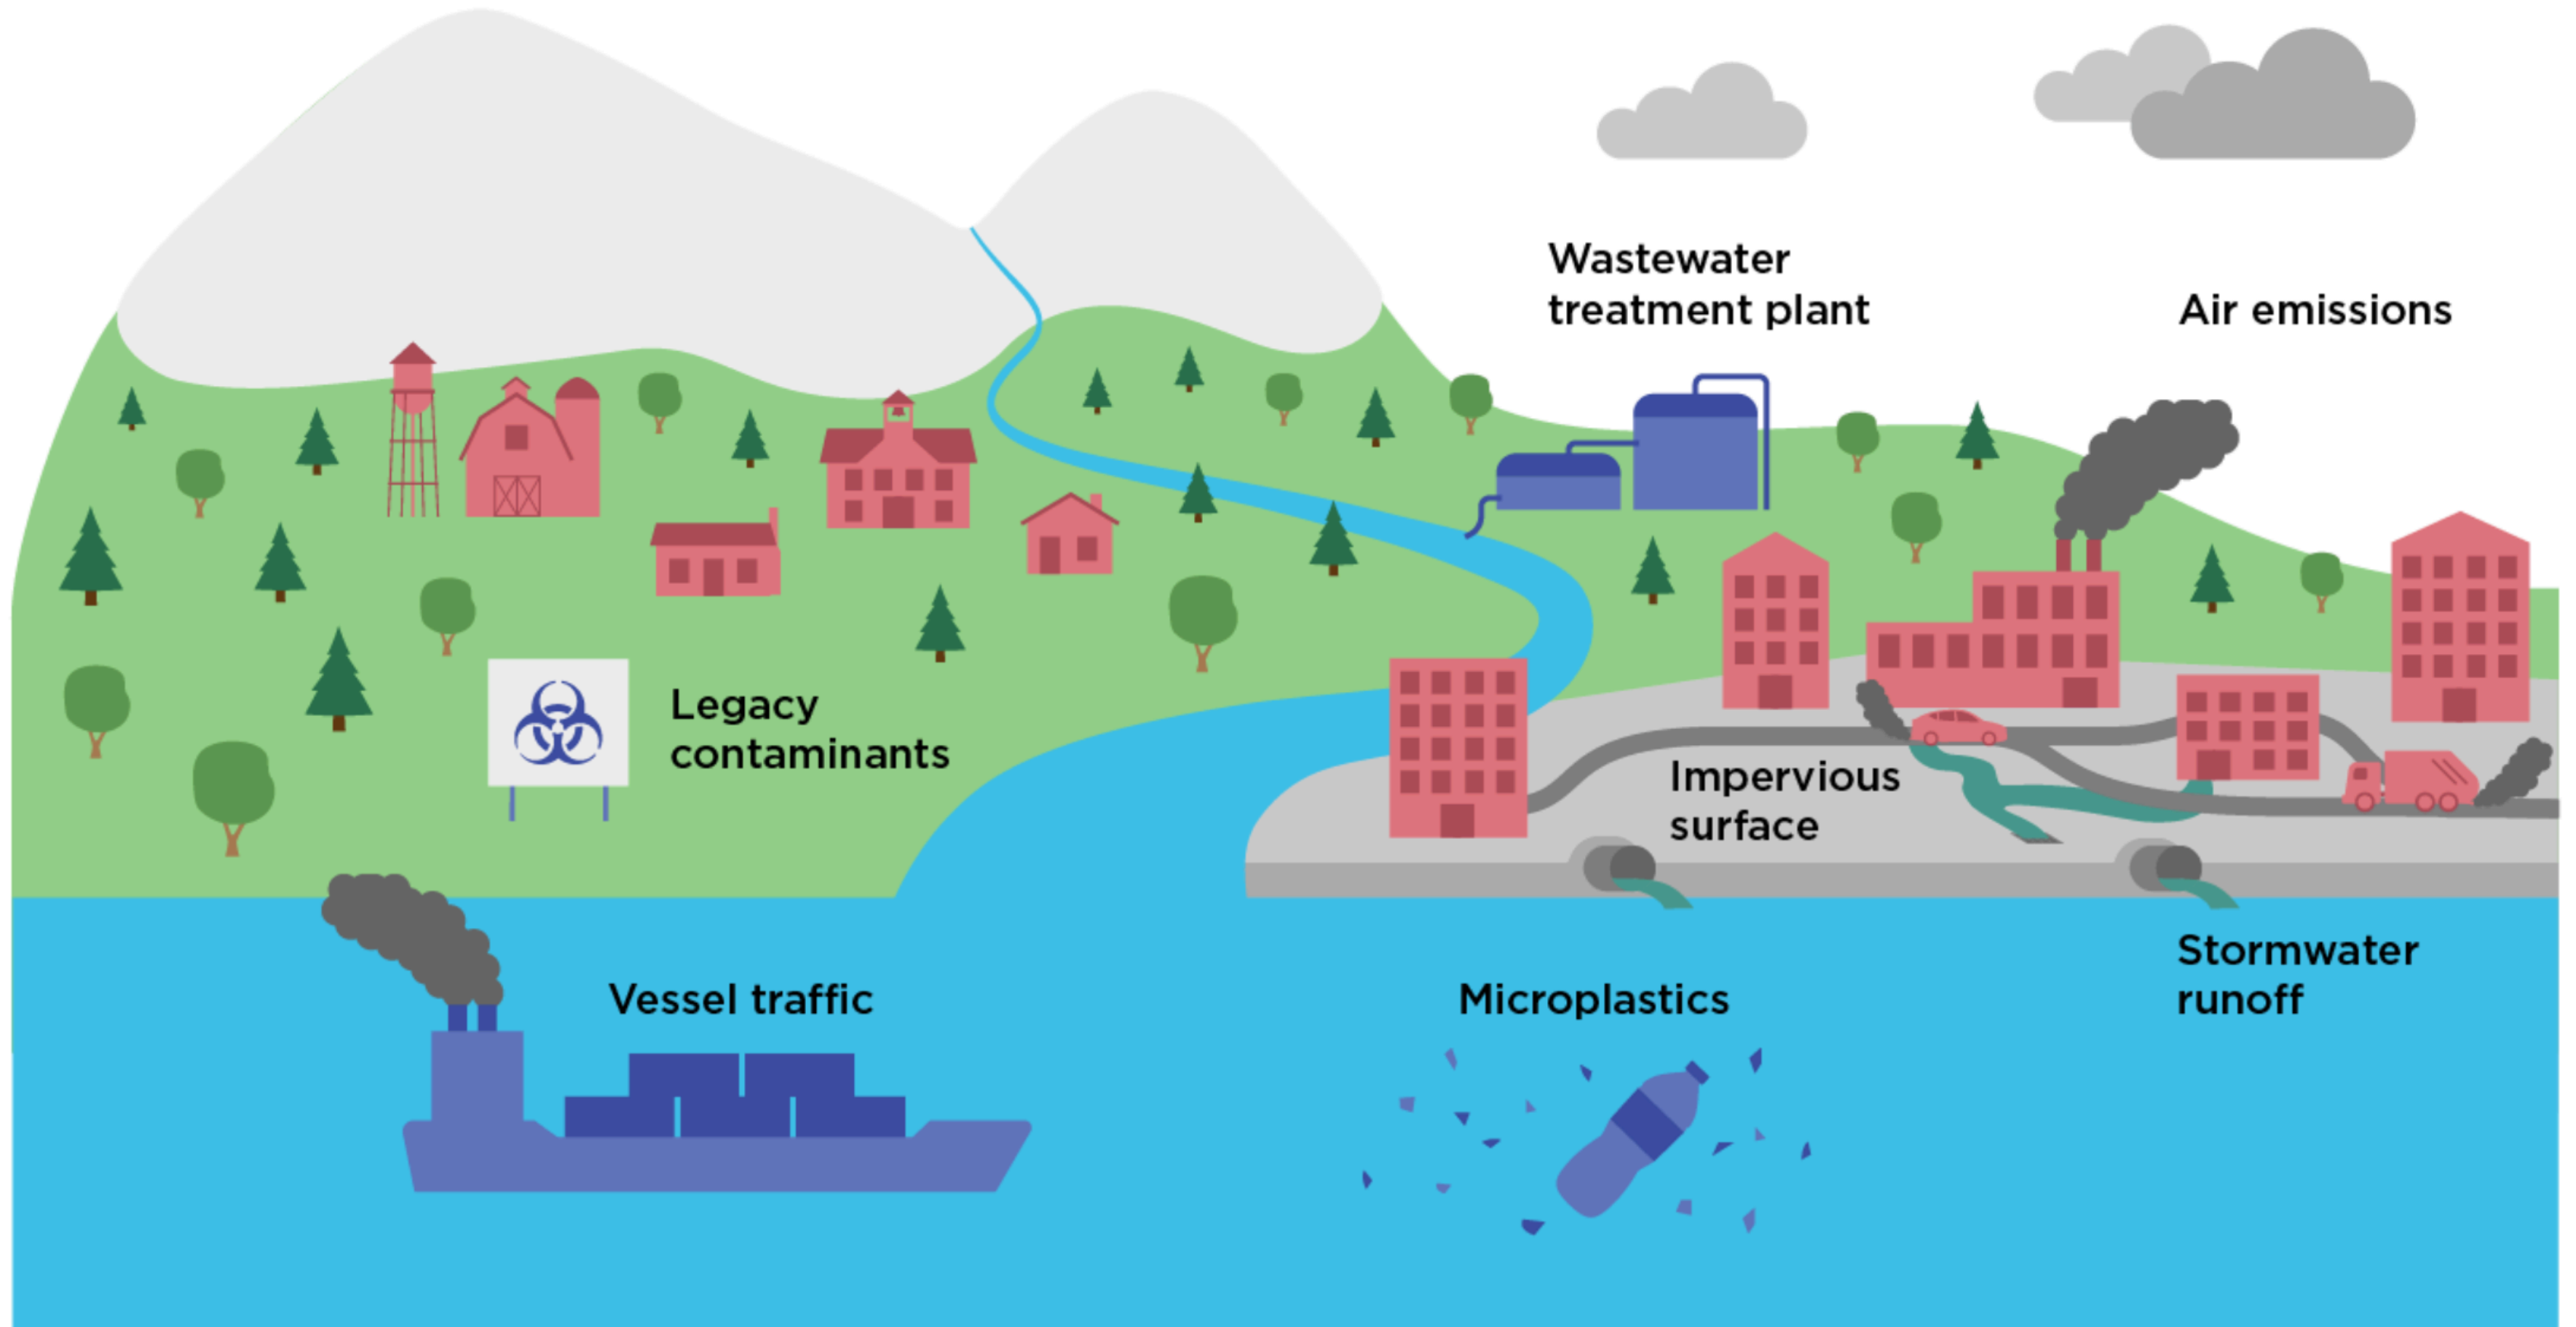 Wastewater
treatment plant
Air emissions
Legacy
contaminants
Impervious
surface
Vessel traffic
Microplastics
Stormwater
runoff